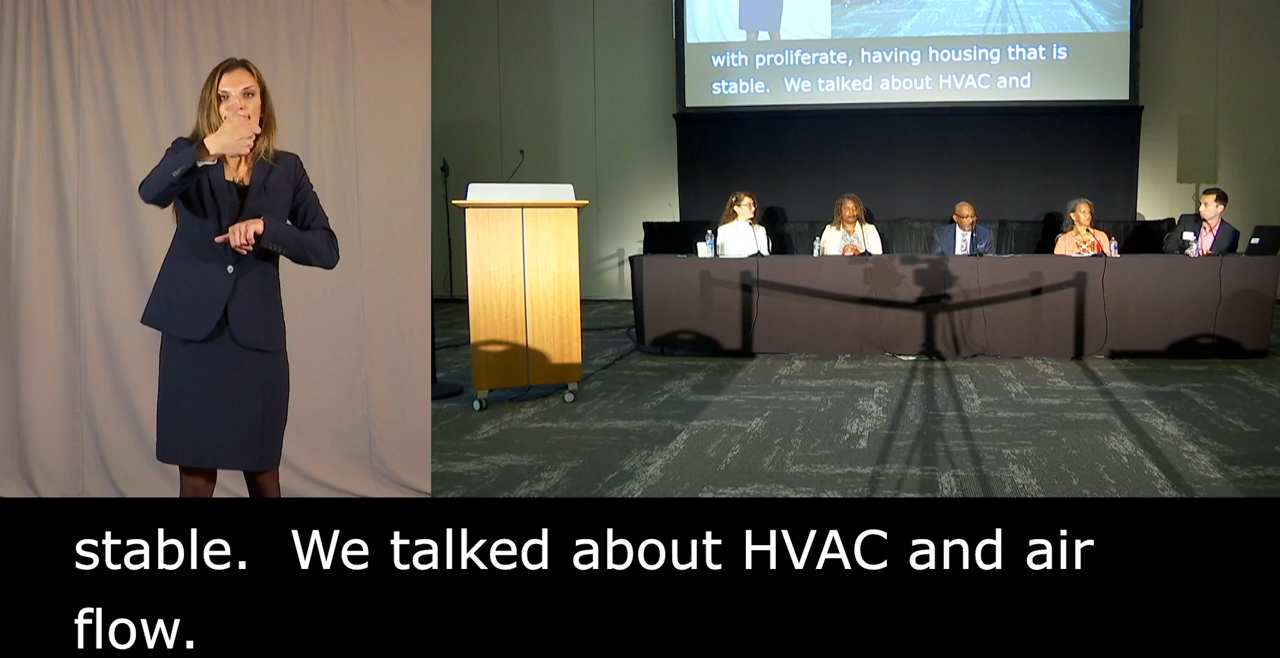 with proliferate, having housing that is
stable.  We talked about HVAC and
stable.  We talked about HVAC and air
flow.